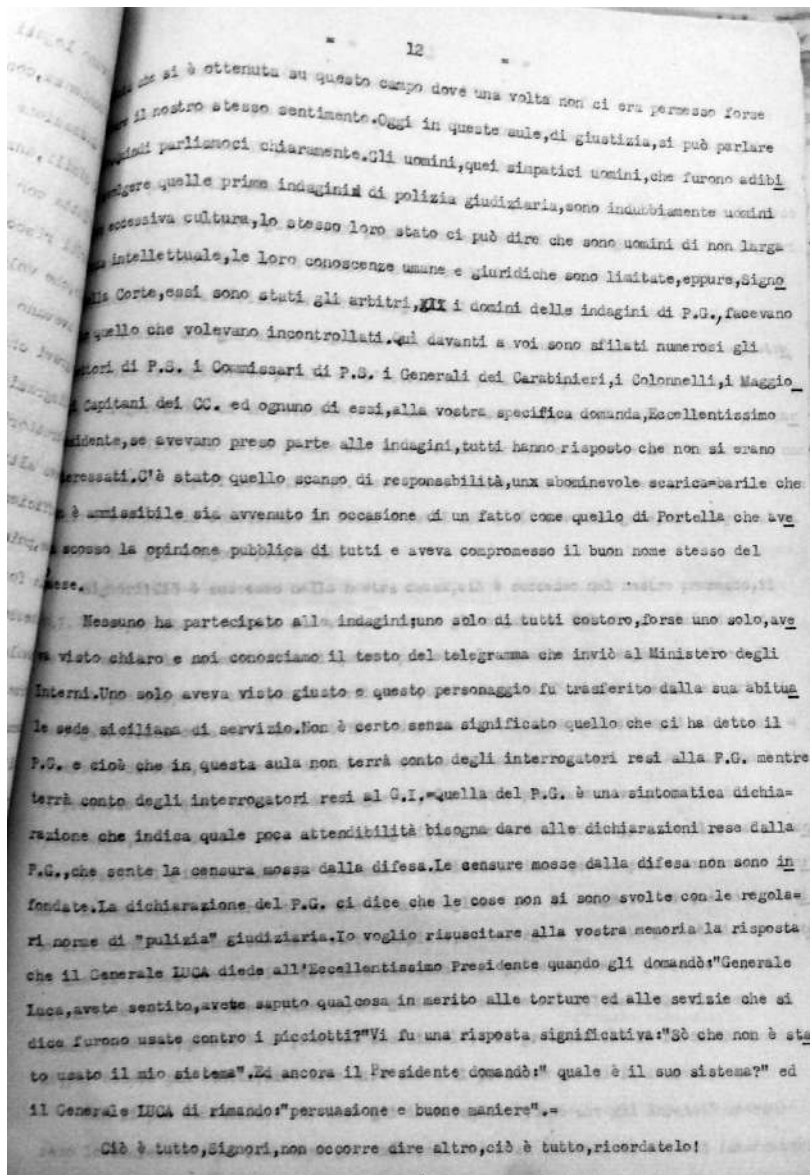 = 12 =
che si è ottenuta su questo campo dove una volta non ci era permesso forse
il nostro stesso sentimento.Oggi in queste aule,di giustizia,si può parlare
quindi parliamoci chiaramente.Gli uomini,quei simpatici uomini,che furono adibi
quelle prime indagini di polizia giudiziaria,sono indubbiamente uomini
eccessiva cultura,lo stesso loro stato ci può dire che sono uomini di non larga
intellettuale,le loro conoscenze umane e giuridiche sono limitate,eppure,Signo
Corte,essi sono stati gli arbitri, i domini delle indagini di P.G.,facevano
quello che volevano incontrollati.Quì davanti a voi sono sfilati numerosi gli
di P.S. i Commissari di P.S. i Generali dei Carabinieri,i Colonnelli,i Maggio
Capitani dei CC. ed ognuno di essi,alla vostra specifica domanda,Eccellentissimo
se avevano preso parte alle indagini,tutti hanno risposto che non si erano
C'è stato quello scanso di responsabilità,unx abominevole scarica=barile che
è ammissibile sia avvenuto in occasione di un fatto come quello di Portella che ave
scosso la opinione pubblica di tutti e aveva compromesso il buon nome stesso del
Nessuno ha partecipato alle indagini;uno solo di tutti costoro,forse uno solo,ave
va visto chiaro e noi conosciamo il testo del telegramma che inviò al Ministero degli
Interni.Uno solo aveva visto giusto e questo personaggio fu trasferito dalla sua abitua
le sede siciliana di servizio.Non è certo senza significato quello che ci ha detto il
P.G. e cioè che in questa aula non terrà conto degli interrogatori resi alla P.G. mentre
terrà conto degli interrogatori resi al G.I.=Quella del P.G. è una sintomatica dichia=
razione che indica quale poca attendibilità bisogna dare alle dichiarazioni rese dalla
P.G.,che sente la censura mossa dalla difesa.Le censure mosse dalla difesa non sono in
fondate.La dichiarazione del P.G. ci dice che le cose non si sono svolte con le regola=
ri norme di "pulizia" giudiziaria.Io voglio risuscitare alla vostra memoria la risposta
che il Generale LUCA diede all'Eccellentissimo Presidente quando gli domandò:"Generale
Luca,avete sentito,avete saputo qualcosa in merito alle torture ed alle sevizie che si
dice furono usate contro i picciotti?"Vi fu una risposta significativa:"Sò che non è sta
to usato il mio sistema".Ed ancora il Presidente domandò:" quale è il suo sistema?" ed
il Generale LUCA di rimando:"persuasione e buone maniere".=
Ciò è tutto,Signori,non occorre dire altro,ciò è tutto,ricordatelo!